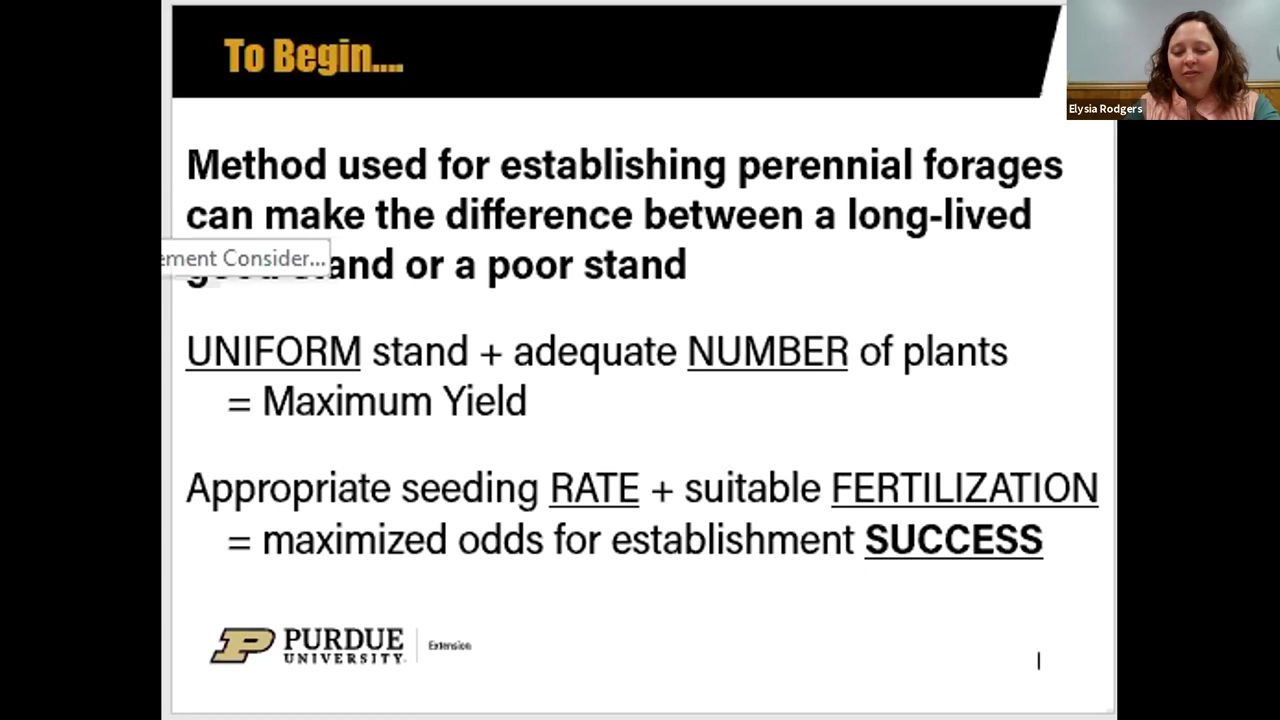 To Begin....
Elysia Rodgers
Method used for establishing perennial forages
can make the difference between a long-lived
ement Consider...
good stand or a poor stand
UNIFORM stand + adequate NUMBER of plants
= Maximum Yield
Appropriate seeding RATE + suitable FERTILIZATION
= maximized odds for establishment SUCCESS
PURDUE
UNIVERSITY
Extension